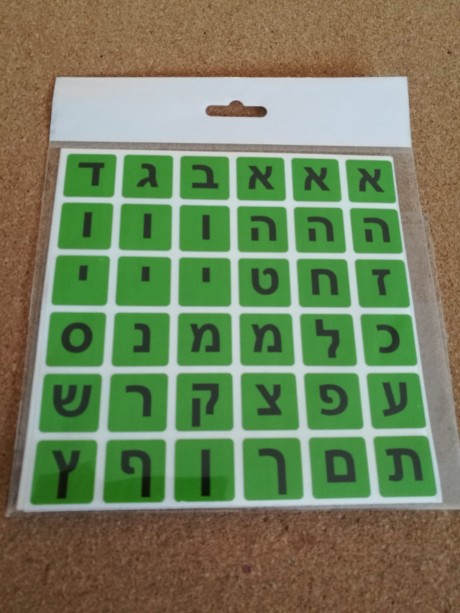 א א א ב ג ד
ה ה ה ו ו ו
ז ח ט י י י
כ ל מ מ נ ס
ע פ צ ק ר ש
ת ם ך ן ף ץ